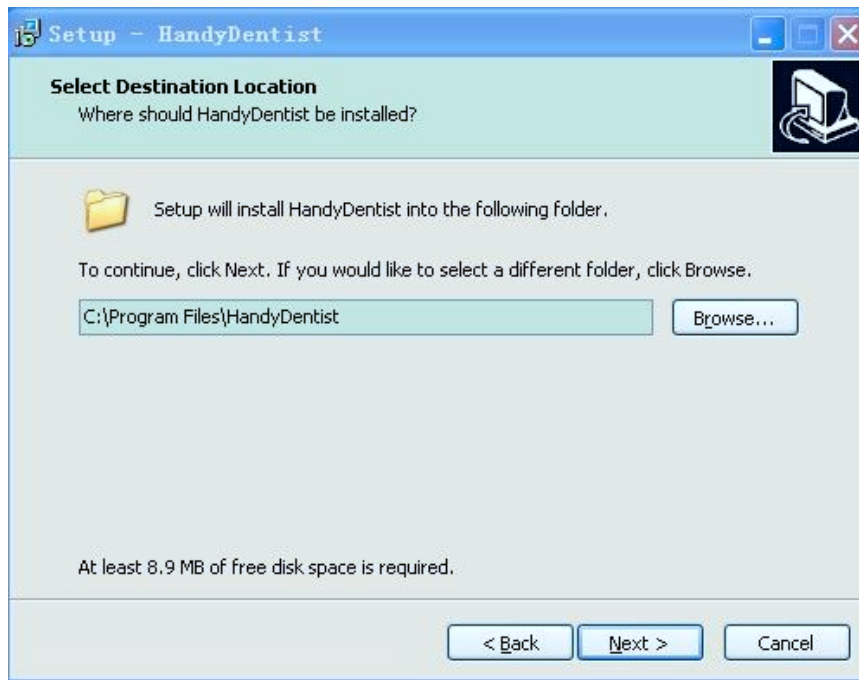 Setup - HandyDentist
Select Destination Location
Where should HandyDentist be installed?
Setup will install HandyDentist into the following folder.
To continue, click Next. If you would like to select a different folder, click Browse.
C:\Program Files\HandyDentist
Browse...
At least 8.9 MB of free disk space is required.
< Back
Next >
Cancel